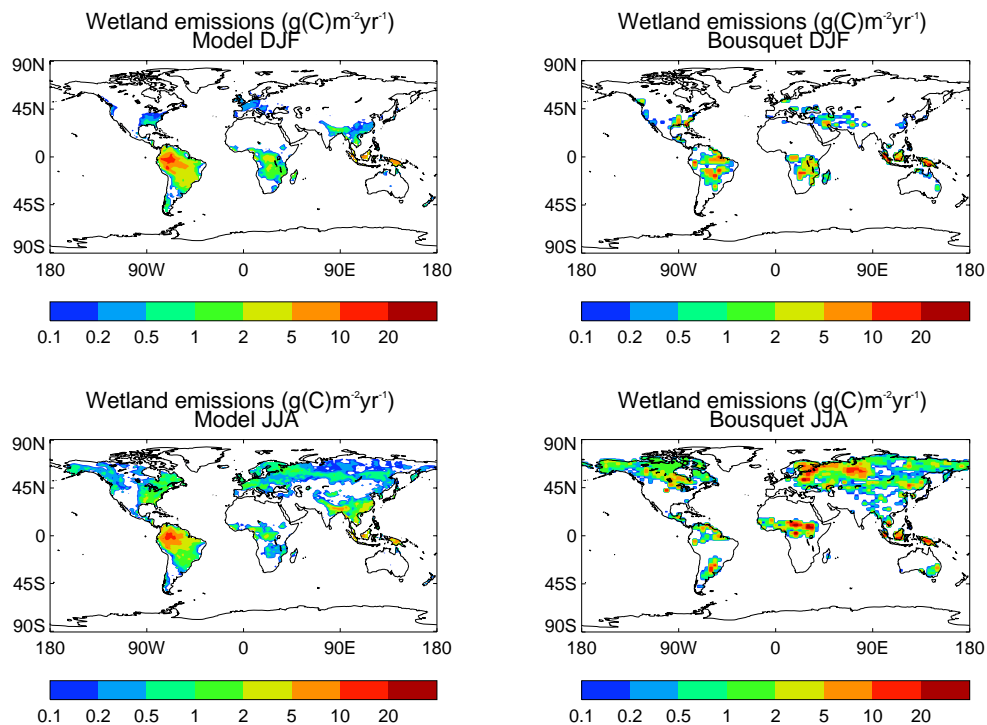 Wetland emissions (g(C)m⁻²yr⁻¹)
Model DJF
90N
45N
0
45S
90S
180 90W 0 90E 180
0.1 0.2 0.5 1 2 5 10 20
Wetland emissions (g(C)m⁻²yr⁻¹)
Bousquet DJF
90N
45N
0
45S
90S
180 90W 0 90E 180
0.1 0.2 0.5 1 2 5 10 20
Wetland emissions (g(C)m⁻²yr⁻¹)
Model JJA
90N
45N
0
45S
90S
180 90W 0 90E 180
0.1 0.2 0.5 1 2 5 10 20
Wetland emissions (g(C)m⁻²yr⁻¹)
Bousquet JJA
90N
45N
0
45S
90S
180 90W 0 90E 180
0.1 0.2 0.5 1 2 5 10 20